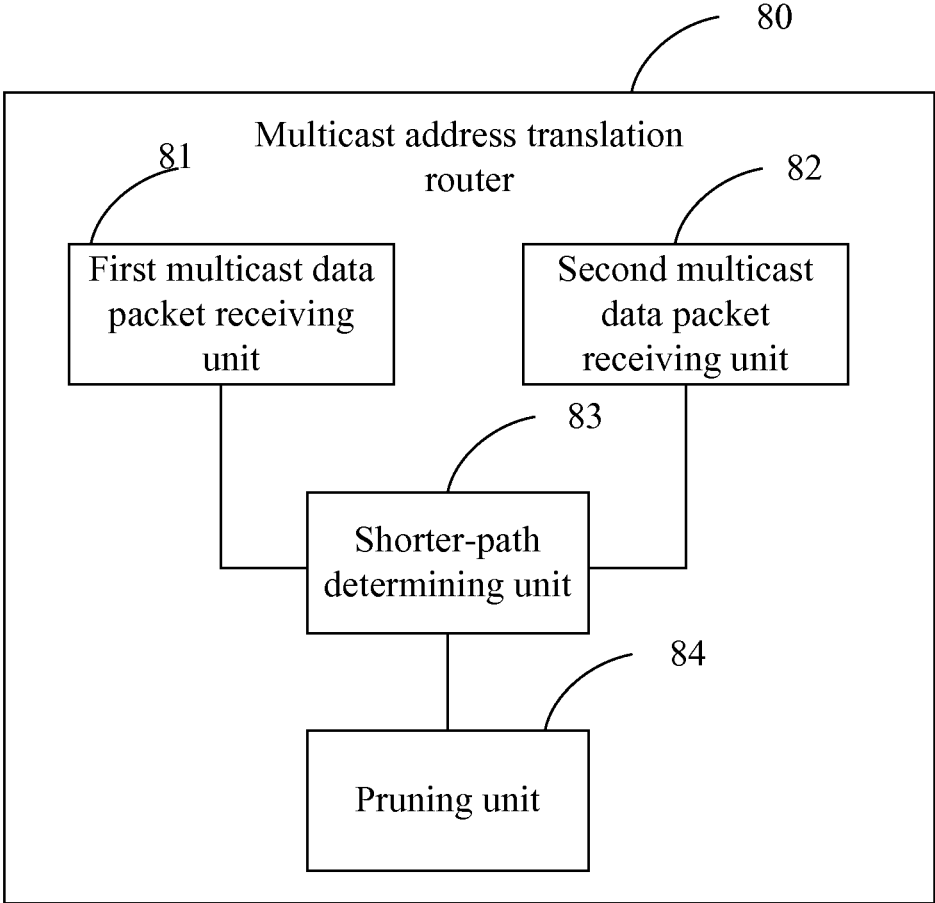 80
Multicast address translation
router
81
82
First multicast data
packet receiving
unit
Second multicast
data packet
receiving unit
83
Shorter-path
determining unit
84
Pruning unit